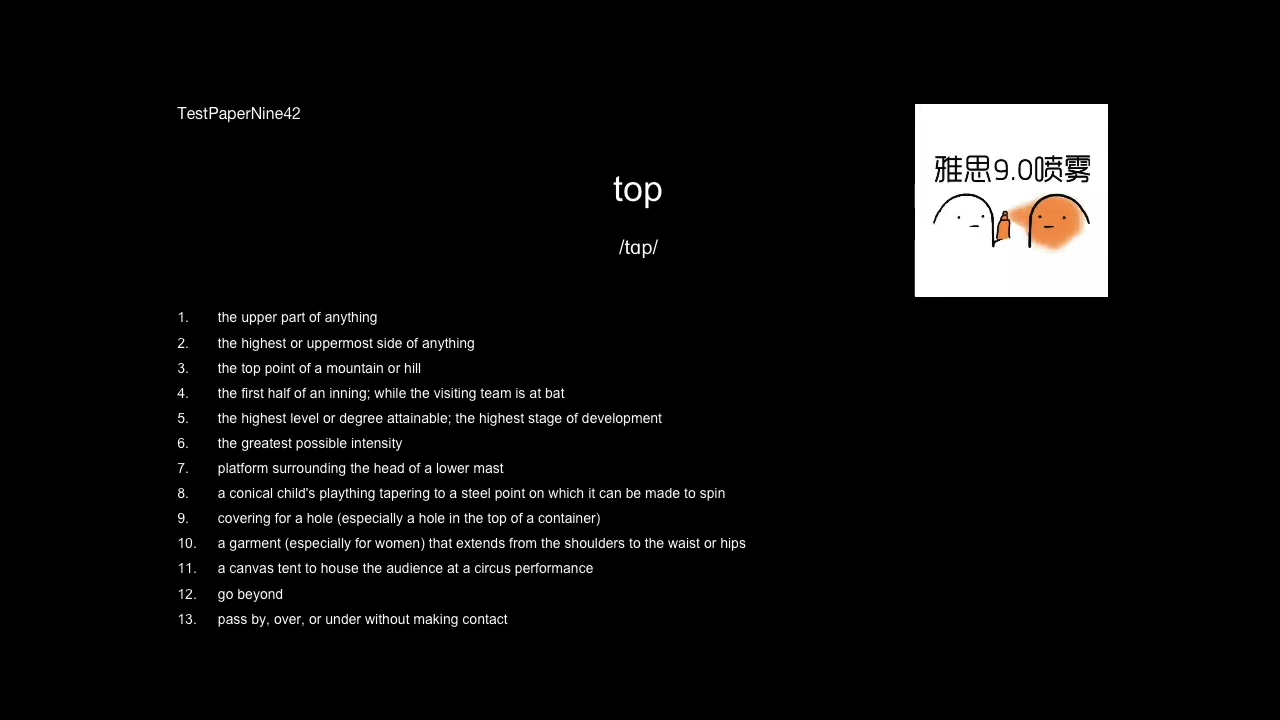 TestPaperNine42
雅思9.0喷雾
top
/tɑp/
1. the upper part of anything
2. the highest or uppermost side of anything
3. the top point of a mountain or hill
4. the first half of an inning; while the visiting team is at bat
5. the highest level or degree attainable; the highest stage of development
6. the greatest possible intensity
7. platform surrounding the head of a lower mast
8. a conical child's plaything tapering to a steel point on which it can be made to spin
9. covering for a hole (especially a hole in the top of a container)
10. a garment (especially for women) that extends from the shoulders to the waist or hips
11. a canvas tent to house the audience at a circus performance
12. go beyond
13. pass by, over, or under without making contact